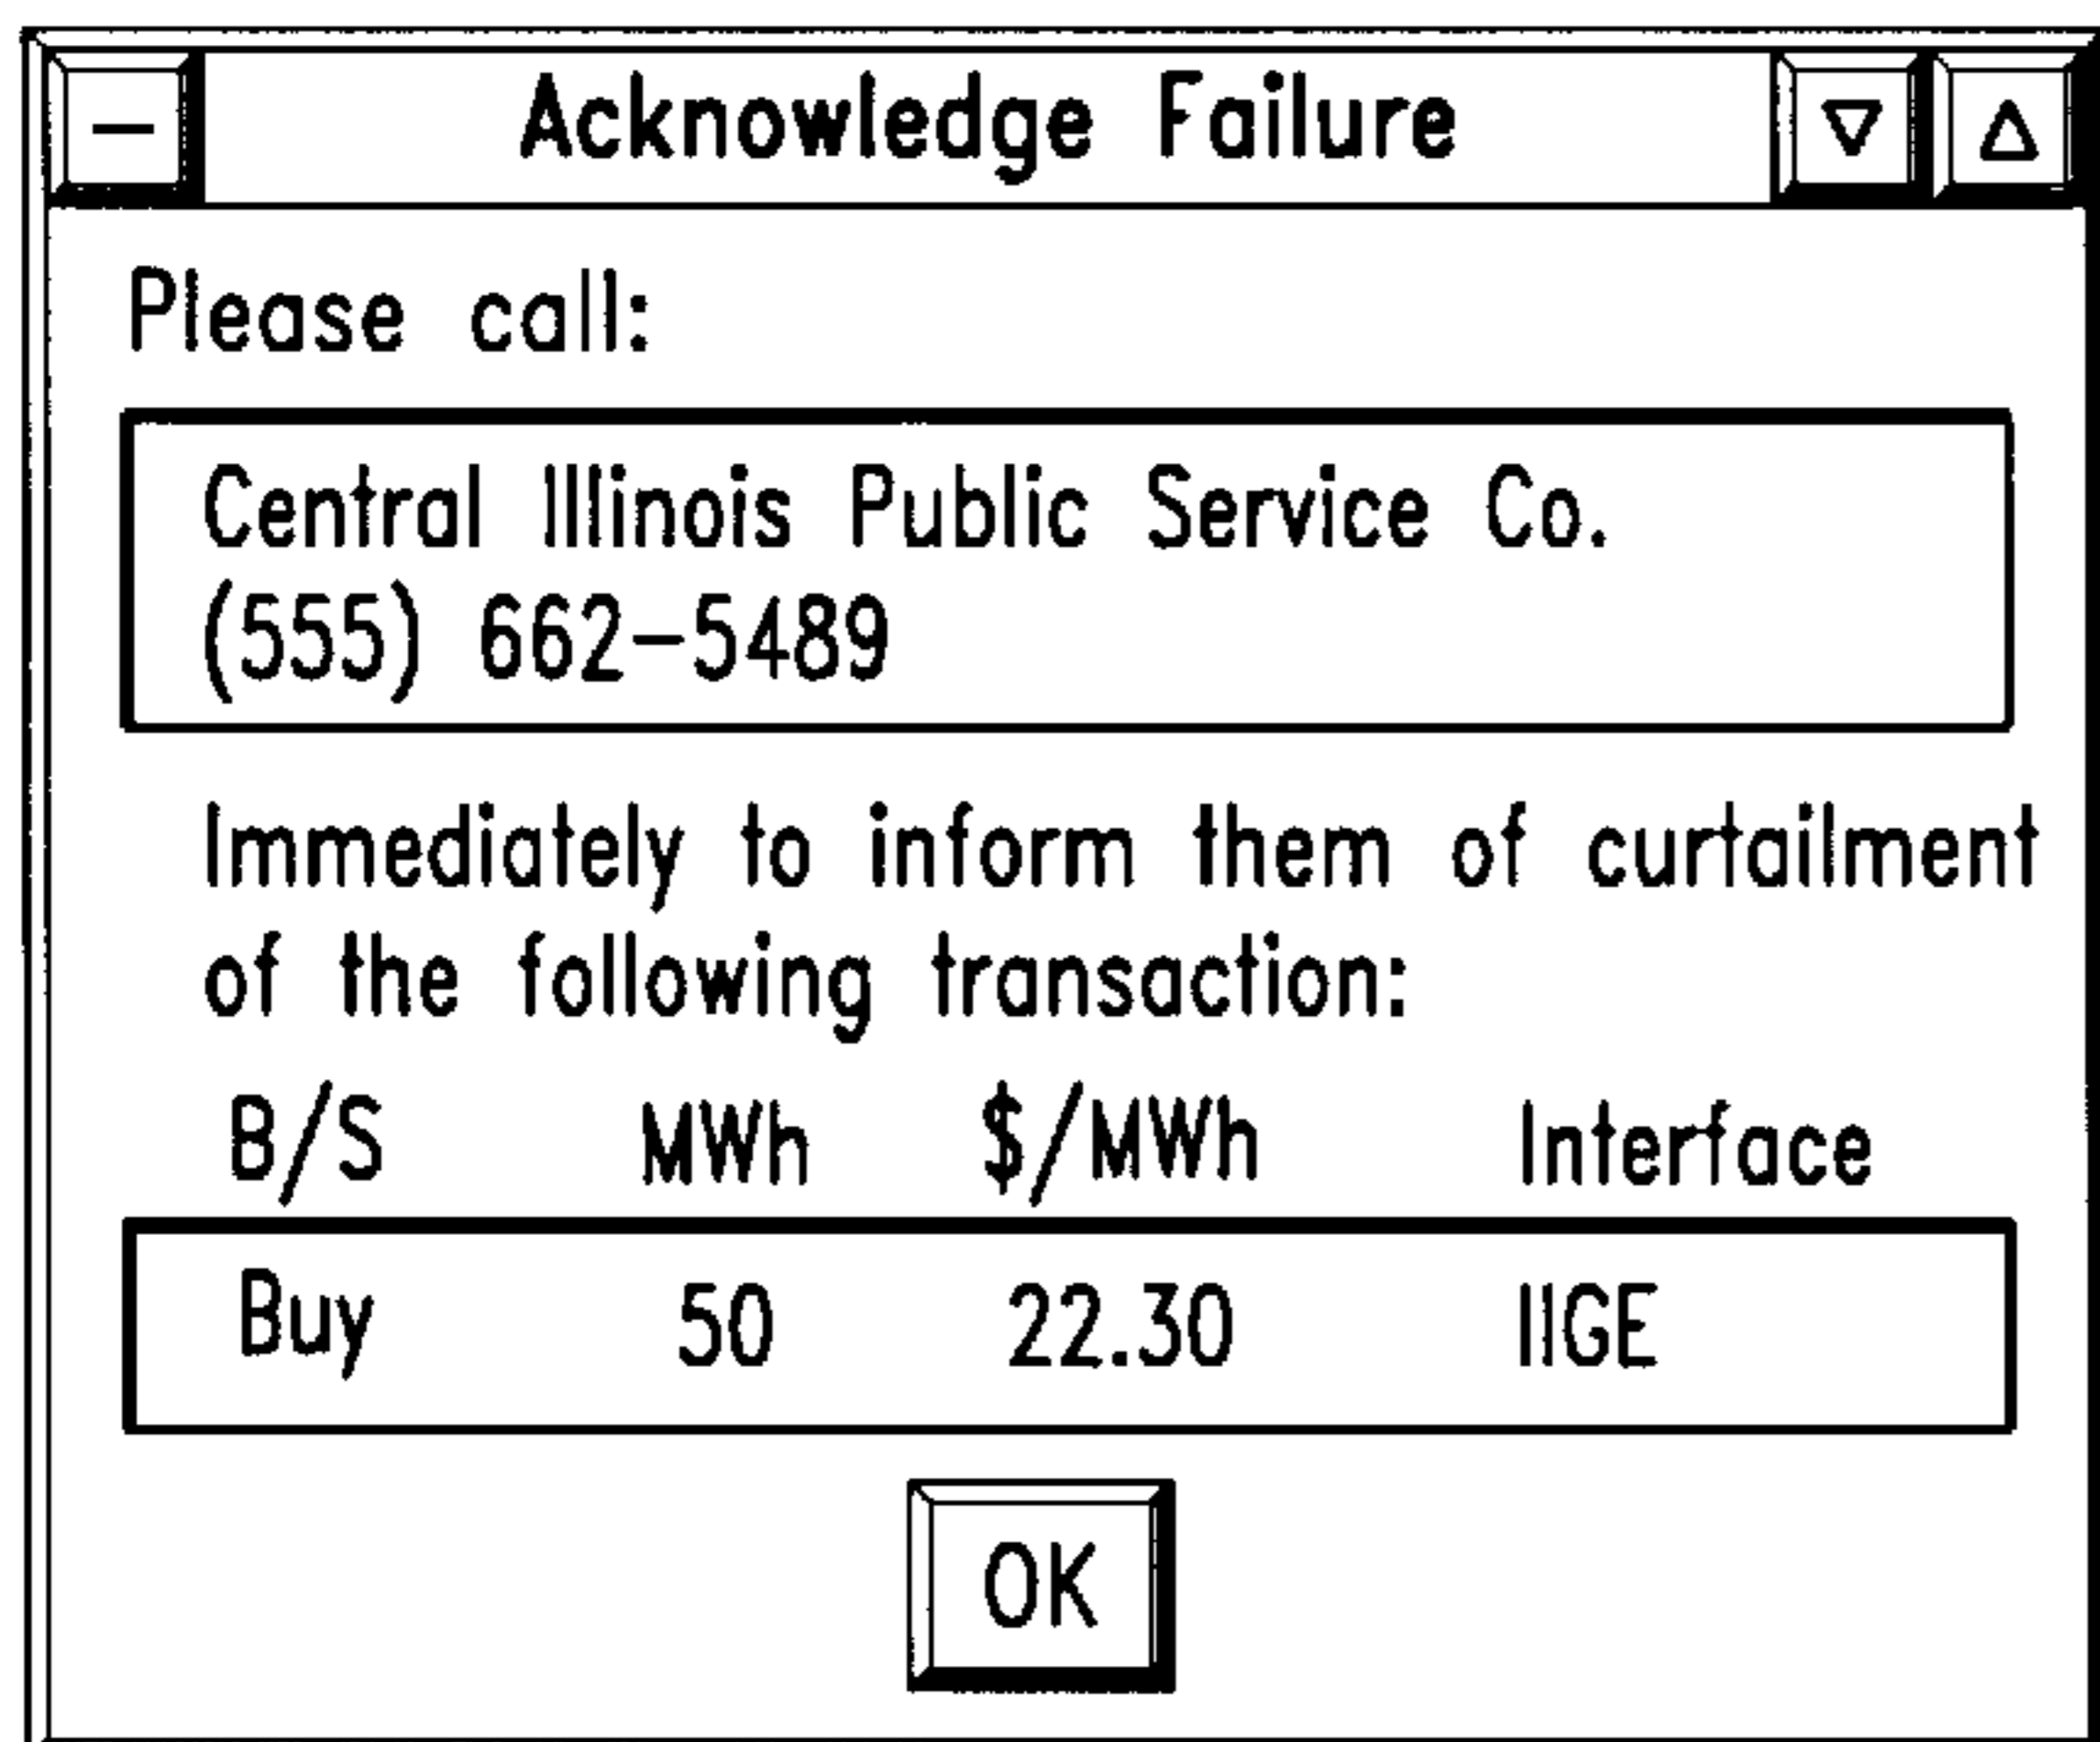 Acknowledge Failure
Please call:
Central Illinois Public Service Co.
(555) 662-5489
Immediately to inform them of curtailment
of the following transaction:
B/S MWh $/MWh Interface
Buy 50 22.30 IIGE
OK